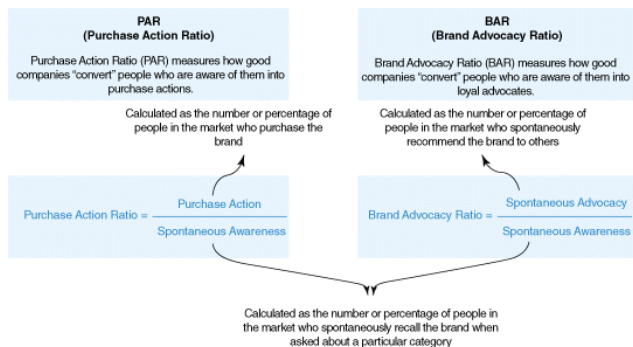 PAR
(Purchase Action Ratio)
Purchase Action Ratio (PAR) measures how good
companies “convert” people who are aware of them into
purchase actions.
BAR
(Brand Advocacy Ratio)
Brand Advocacy Ratio (BAR) measures how good
companies “convert” people who are aware of them into
loyal advocates.
Calculated as the number or percentage of
people in the market who purchase the
brand
Calculated as the number or percentage of
people in the market who spontaneously
recommend the brand to others
Purchase Action Ratio =
Purchase Action
Spontaneous Awareness
Brand Advocacy Ratio =
Spontaneous Advocacy
Spontaneous Awareness
Calculated as the number or percentage of people in
the market who spontaneously recall the brand when
asked about a particular category